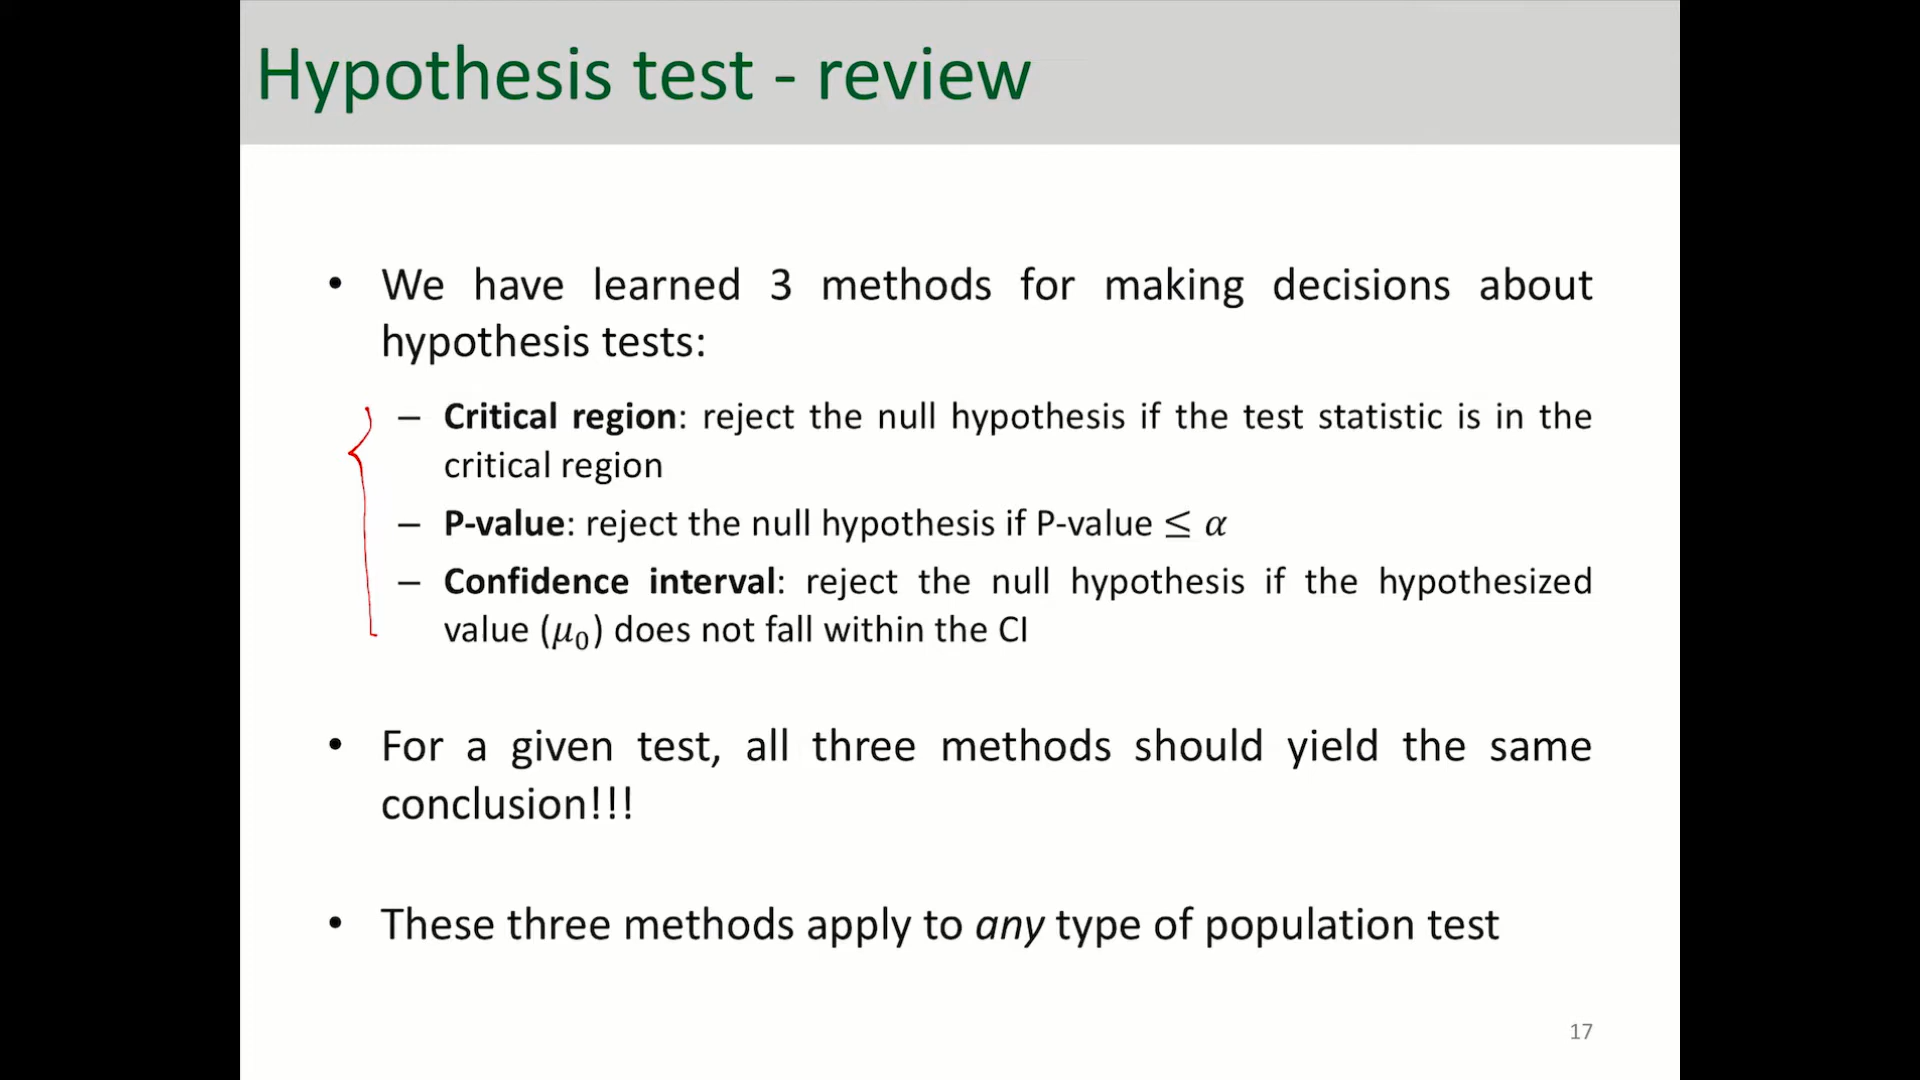 Hypothesis test - review
• We have learned 3 methods for making decisions about
hypothesis tests:
– Critical region: reject the null hypothesis if the test statistic is in the
critical region
– P-value: reject the null hypothesis if P-value ≤ α
– Confidence interval: reject the null hypothesis if the hypothesized
value (μ₀) does not fall within the CI
• For a given test, all three methods should yield the same
conclusion!!!
• These three methods apply to any type of population test
17